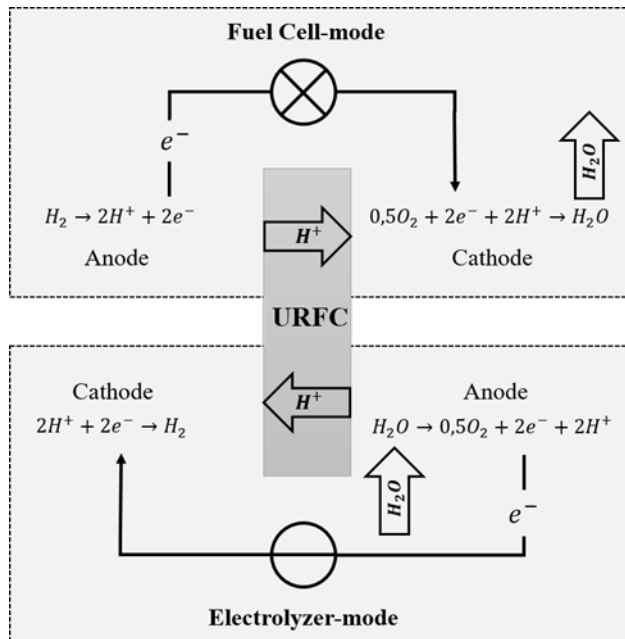 Fuel Cell-mode
e⁻
H₂O
H₂ → 2H⁺ + 2e⁻
H⁺
0,5O₂ + 2e⁻ + 2H⁺ → H₂O
Anode
Cathode
URFC
Cathode
Anode
H⁺
2H⁺ + 2e⁻ → H₂
H₂O → 0,5O₂ + 2e⁻ + 2H⁺
H₂O
e⁻
Electrolyzer-mode